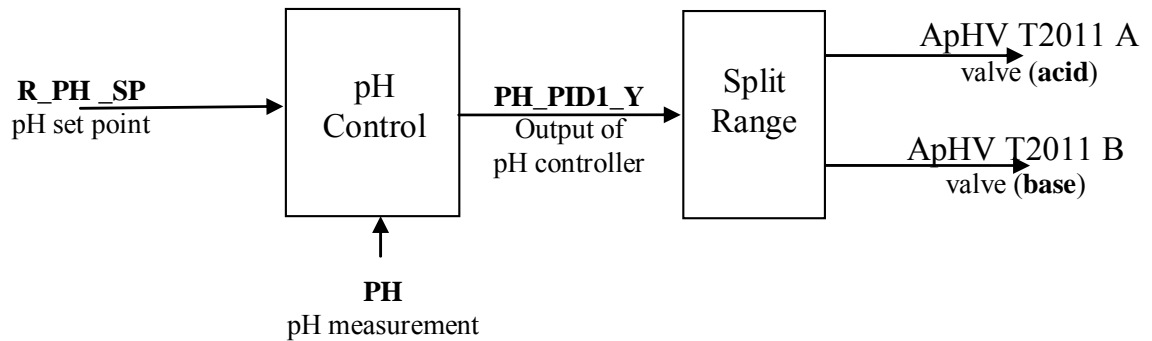 R_PH _SP
pH set point
pH
Control
PH
pH measurement
PH_PID1_Y
Output of
pH controller
Split
Range
ApHV T2011 A
valve (acid)
ApHV T2011 B
valve (base)